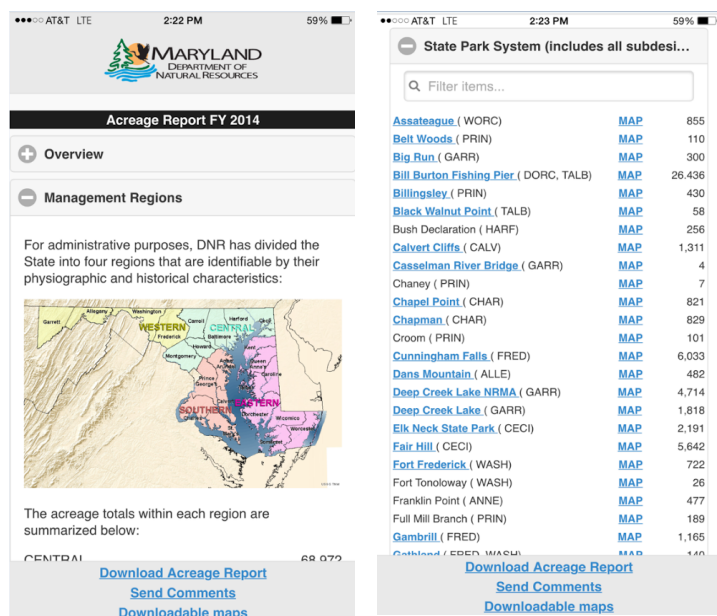 AT&T LTE 2:22 PM 59%
MARYLAND
DEPARTMENT OF
NATURAL RESOURCES
Acreage Report FY 2014
Overview
Management Regions
For administrative purposes, DNR has divided the
State into four regions that are identifiable by their
physiographic and historical characteristics:
Garrett
Allegany
Washington
WESTERN
Frederick
Carroll
Harford
Cecil
CENTRAL
Baltimore
Howard
Kent
Montgomery
Queen
Anne's
Caroline
Prince
George's
EASTERN
SOUTHERN
Charles
Dorchester
Wicomico
Worcester
Somerset
The acreage totals within each region are
summarized below:
CENTRAL 68,972
Download Acreage Report
Send Comments
Downloadable maps
AT&T LTE 2:23 PM 59%
State Park System (includes all subdesi...
Filter items...
Assateague ( WORC) MAP 855
Belt Woods ( PRIN) MAP 110
Big Run ( GARR) MAP 300
Bill Burton Fishing Pier ( DORC, TALB) MAP 26.436
Billingsley ( PRIN) MAP 430
Black Walnut Point ( TALB) MAP 58
Bush Declaration ( HARF) MAP 256
Calvert Cliffs ( CALV) MAP 1,311
Casselman River Bridge ( GARR) MAP 4
Chaney ( PRIN) MAP 7
Chapel Point ( CHAR) MAP 821
Chapman ( CHAR) MAP 829
Croom ( PRIN) MAP 101
Cunningham Falls ( FRED) MAP 6,033
Dans Mountain ( ALLE) MAP 482
Deep Creek Lake NRMA ( GARR) MAP 4,714
Deep Creek Lake ( GARR) MAP 1,818
Elk Neck State Park ( CECI) MAP 2,191
Fair Hill ( CECI) MAP 5,642
Fort Frederick ( WASH) MAP 722
Fort Tonoloway ( WASH) MAP 26
Franklin Point ( ANNE) MAP 477
Full Mill Branch ( PRIN) MAP 189
Gambrill ( FRED) MAP 1,165
Gathland ( FRED, WASH) MAP 140
Download Acreage Report
Send Comments
Downloadable maps